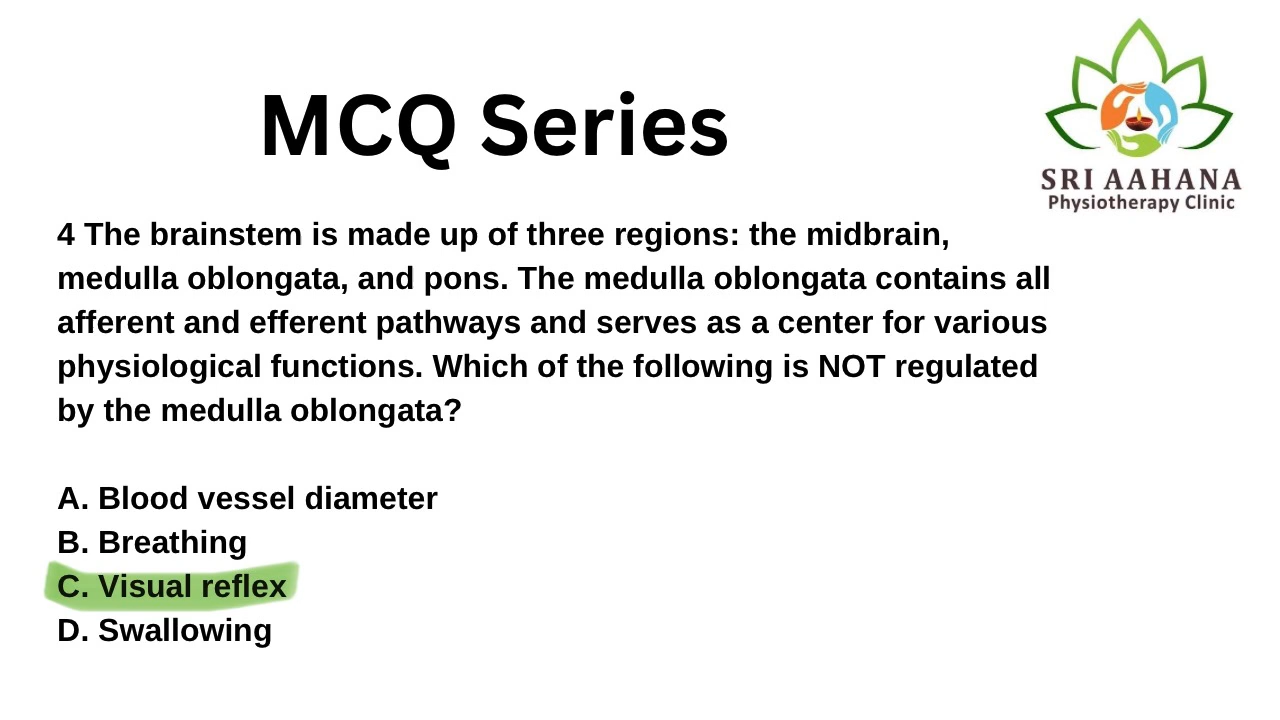 MCQ Series
SRI AAHANA
Physiotherapy Clinic
4 The brainstem is made up of three regions: the midbrain,
medulla oblongata, and pons. The medulla oblongata contains all
afferent and efferent pathways and serves as a center for various
physiological functions. Which of the following is NOT regulated
by the medulla oblongata?
A. Blood vessel diameter
B. Breathing
C. Visual reflex
D. Swallowing